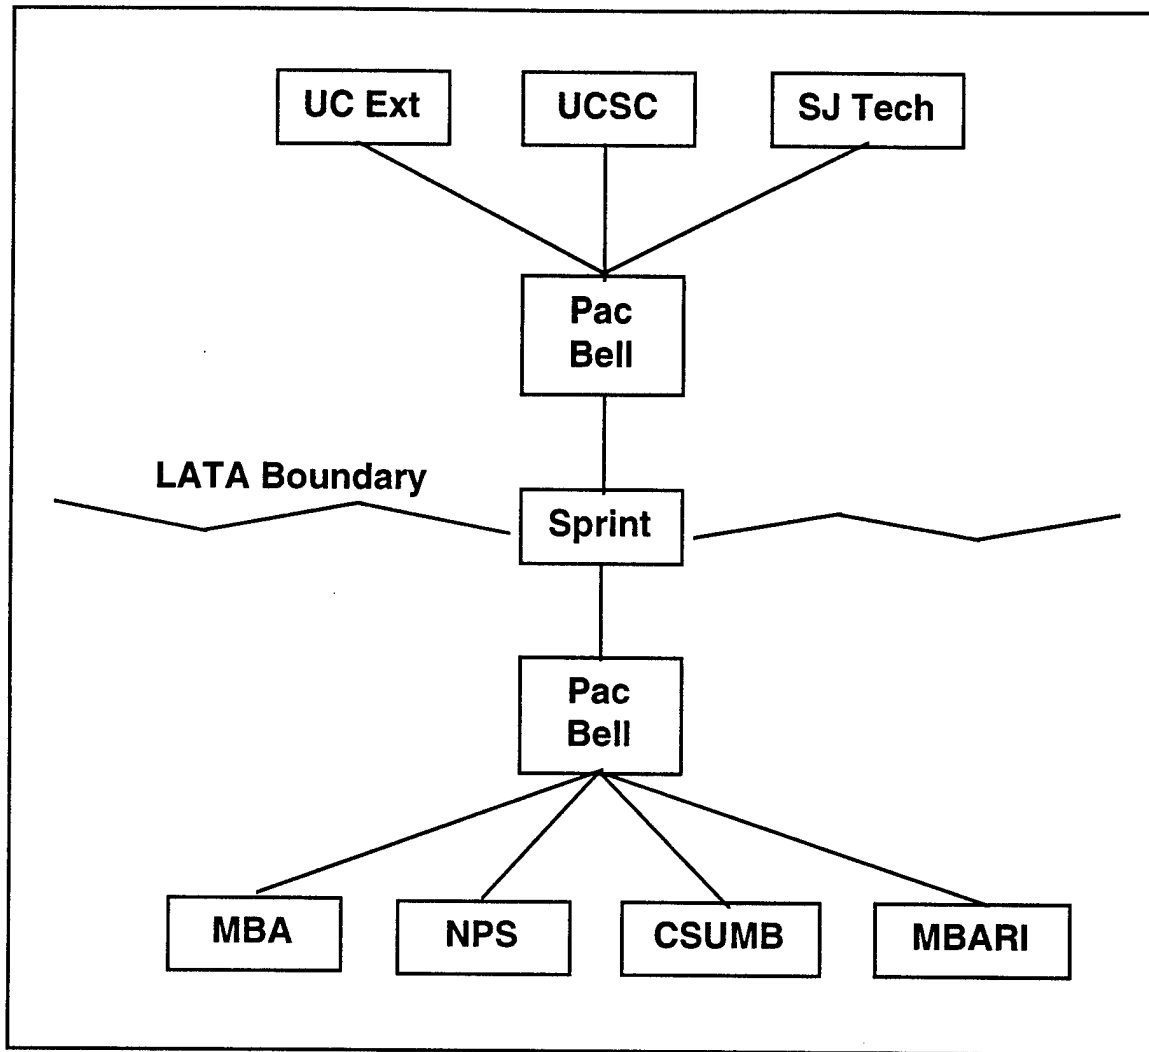 UC Ext
UCSC
SJ Tech
Pac
Bell
LATA Boundary
Sprint
Pac
Bell
MBA
NPS
CSUMB
MBARI